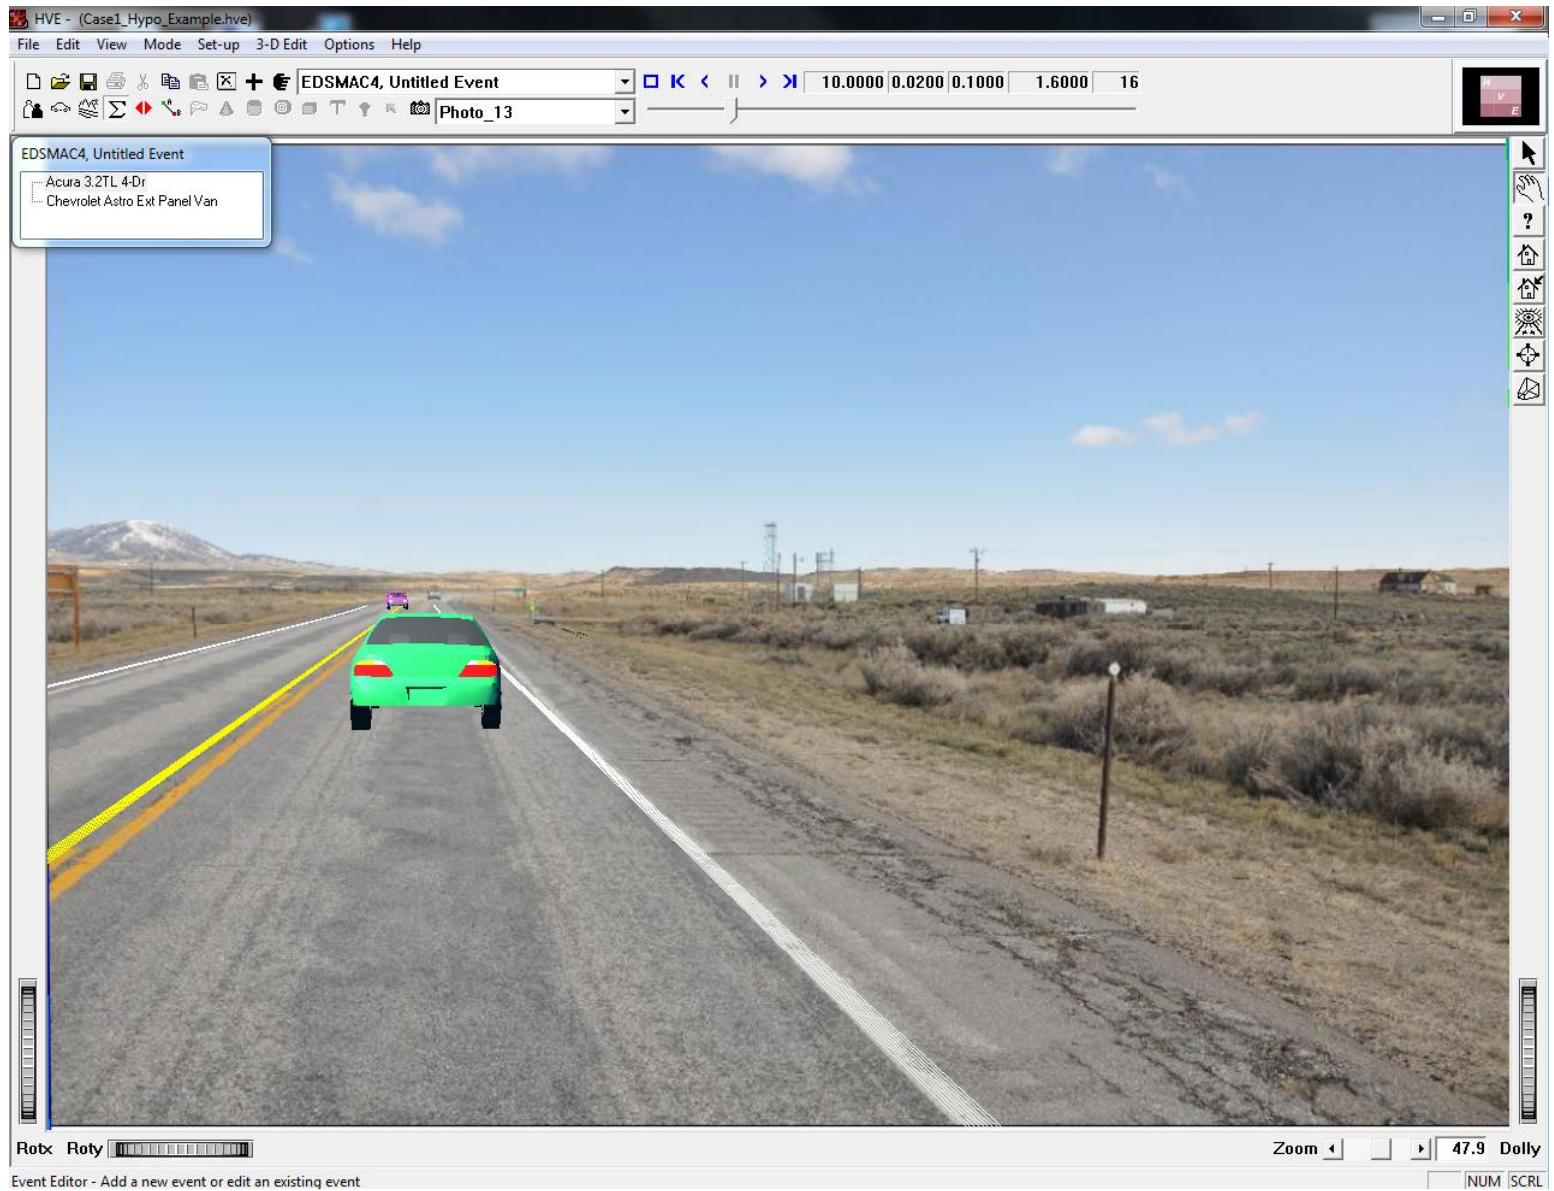 HVE - (Case1_Hypo_Example.hve)
File Edit View Mode Set-up 3-D Edit Options Help
EDSMAC4, Untitled Event 10.0000 0.0200 0.1000 1.6000 16
Photo_13
H
V
E
EDSMAC4, Untitled Event
Acura 3.2TL 4-Dr
Chevrolet Astro Ext Panel Van
?
Rotx Roty Zoom 47.9 Dolly
Event Editor - Add a new event or edit an existing event NUM SCRL